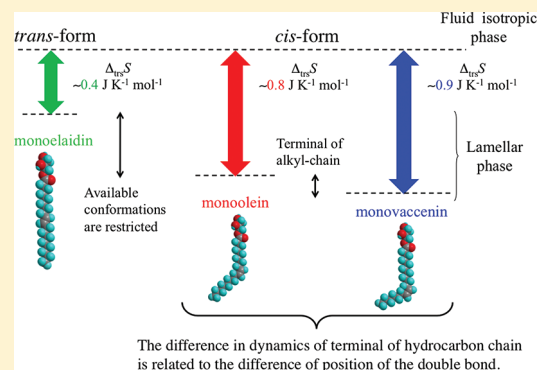 Fluid isotropic
phase
trans-form
cis-form
ΔtrsS
~0.4 J K⁻¹ mol⁻¹
ΔtrsS
~0.8 J K⁻¹ mol⁻¹
ΔtrsS
~0.9 J K⁻¹ mol⁻¹
monoelaidin
Available
conformations
are restricted
Terminal of
alkyl-chain
monoolein
monovaccenin
Lamellar
phase
The difference in dynamics of terminal of hydrocarbon chain
is related to the difference of position of the double bond.